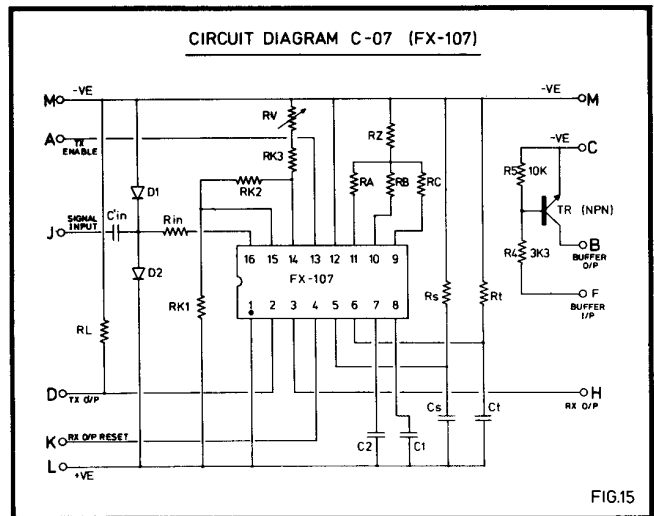 CIRCUIT DIAGRAM C-07 (FX-107)
M -VE
-VE M
A TX ENABLE
RV
RZ
-VE C
RK3
R5 10K
RK2
RA RB RC
D1
TR (NPN)
J SIGNAL INPUT
C'in
Rin
B BUFFER O/P
16 15 14 13 12 11 10 9
FX-107
1 2 3 4 5 6 7 8
D2
RK1
Rs
Rt
R4 3K3
F BUFFER I/P
RL
D TX O/P
H RX O/P
Cs
Ct
K RX O/P RESET
C2
C1
L +VE
FIG.15